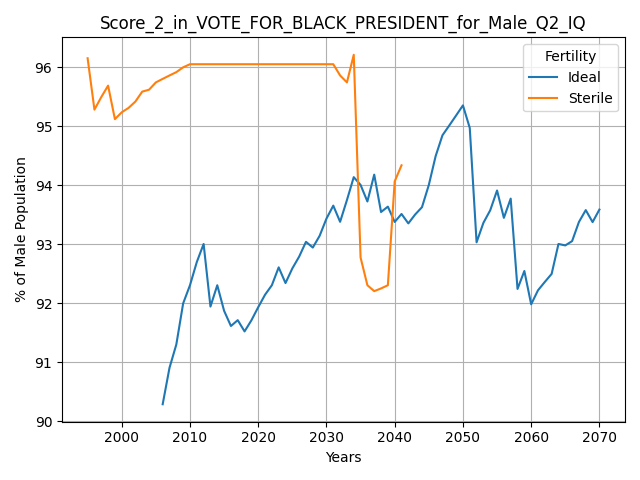 Score_2_in_VOTE_FOR_BLACK_PRESIDENT_for_Male_Q2_IQ
Fertility
Ideal
Sterile
% of Male Population
96
95
94
93
92
91
90
2000 2010 2020 2030 2040 2050 2060 2070
Years